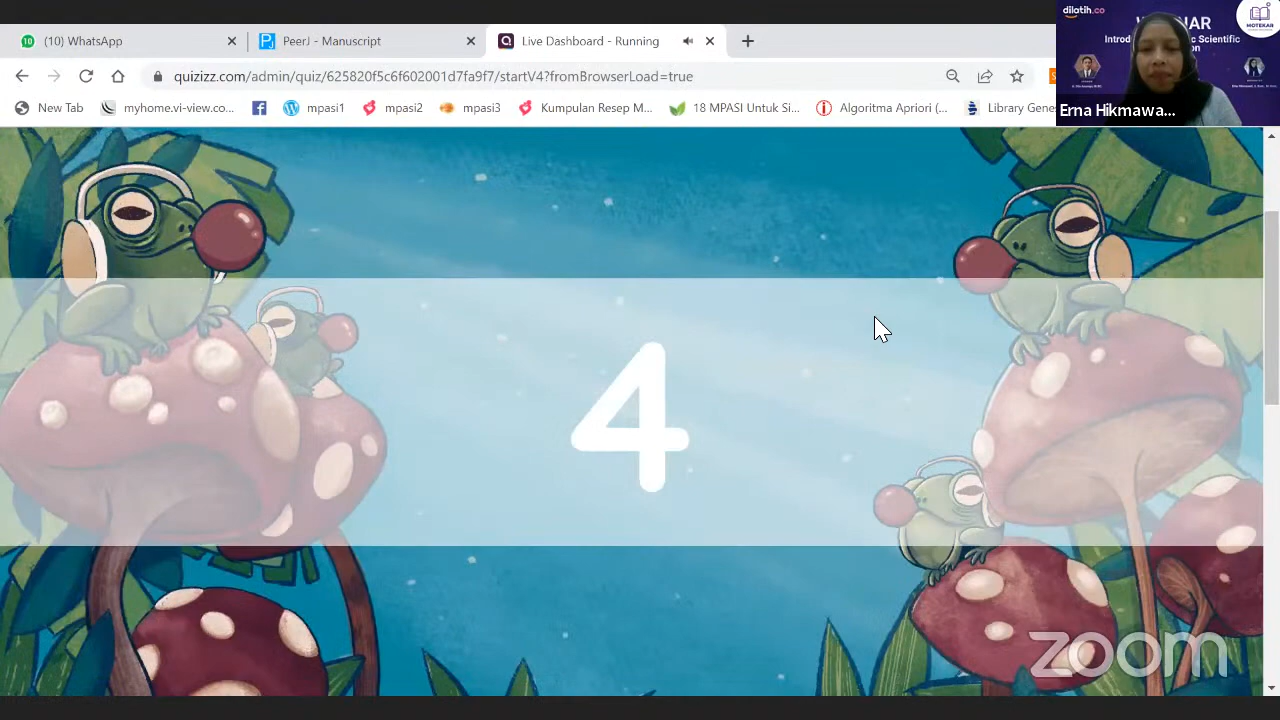 (10) WhatsApp
PeerJ - Manuscript
Live Dashboard - Running
quizizz.com/admin/quiz/625820f5c6f602001d7fa9f7/startV4?fromBrowserLoad=true
New Tab
myhome.vi-view.co...
mpasi1
mpasi2
mpasi3
Kumpulan Resep M...
18 MPASI Untuk Si...
Algoritma Apriori (...
Library Gene
dilatih.co
MOTEKAR
Erna Hikmawa...
4
zoom